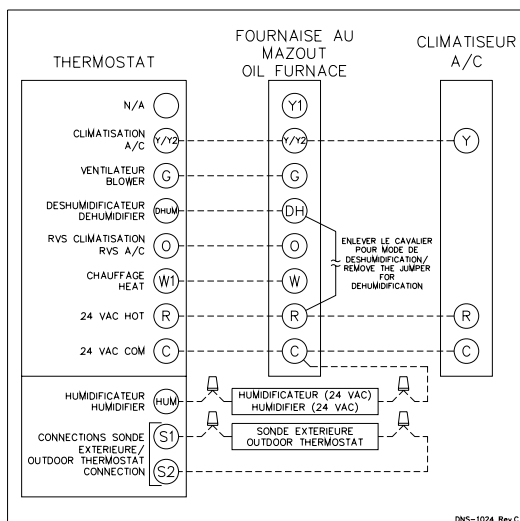 THERMOSTAT
FOURNAISE AU
MAZOUT
OIL FURNACE
CLIMATISEUR
A/C
N/A
Y1
CLIMATISATION
A/C
Y/Y2
Y/Y2
Y
VENTILATEUR
BLOWER
G
G
DESHUMIDIFICATEUR
DEHUMIDIFIER
DHUM
DH
RVS CLIMATISATION
RVS A/C
O
O
ENLEVER LE CAVALIER
POUR MODE DE
DESHUMIDIFICATION/
REMOVE THE JUMPER
FOR
DEHUMIDIFICATION
CHAUFFAGE
HEAT
W1
W
24 VAC HOT
R
R
R
24 VAC COM
C
C
C
HUMIDIFICATEUR
HUMIDIFIER
HUM
HUMIDIFICATEUR (24 VAC)
HUMIDIFIER (24 VAC)
CONNECTIONS SONDE
EXTERIEURE/
OUTDOOR THERMOSTAT
CONNECTION
S1
S2
SONDE EXTERIEURE
OUTDOOR THERMOSTAT
DNS-1024 Rev.C